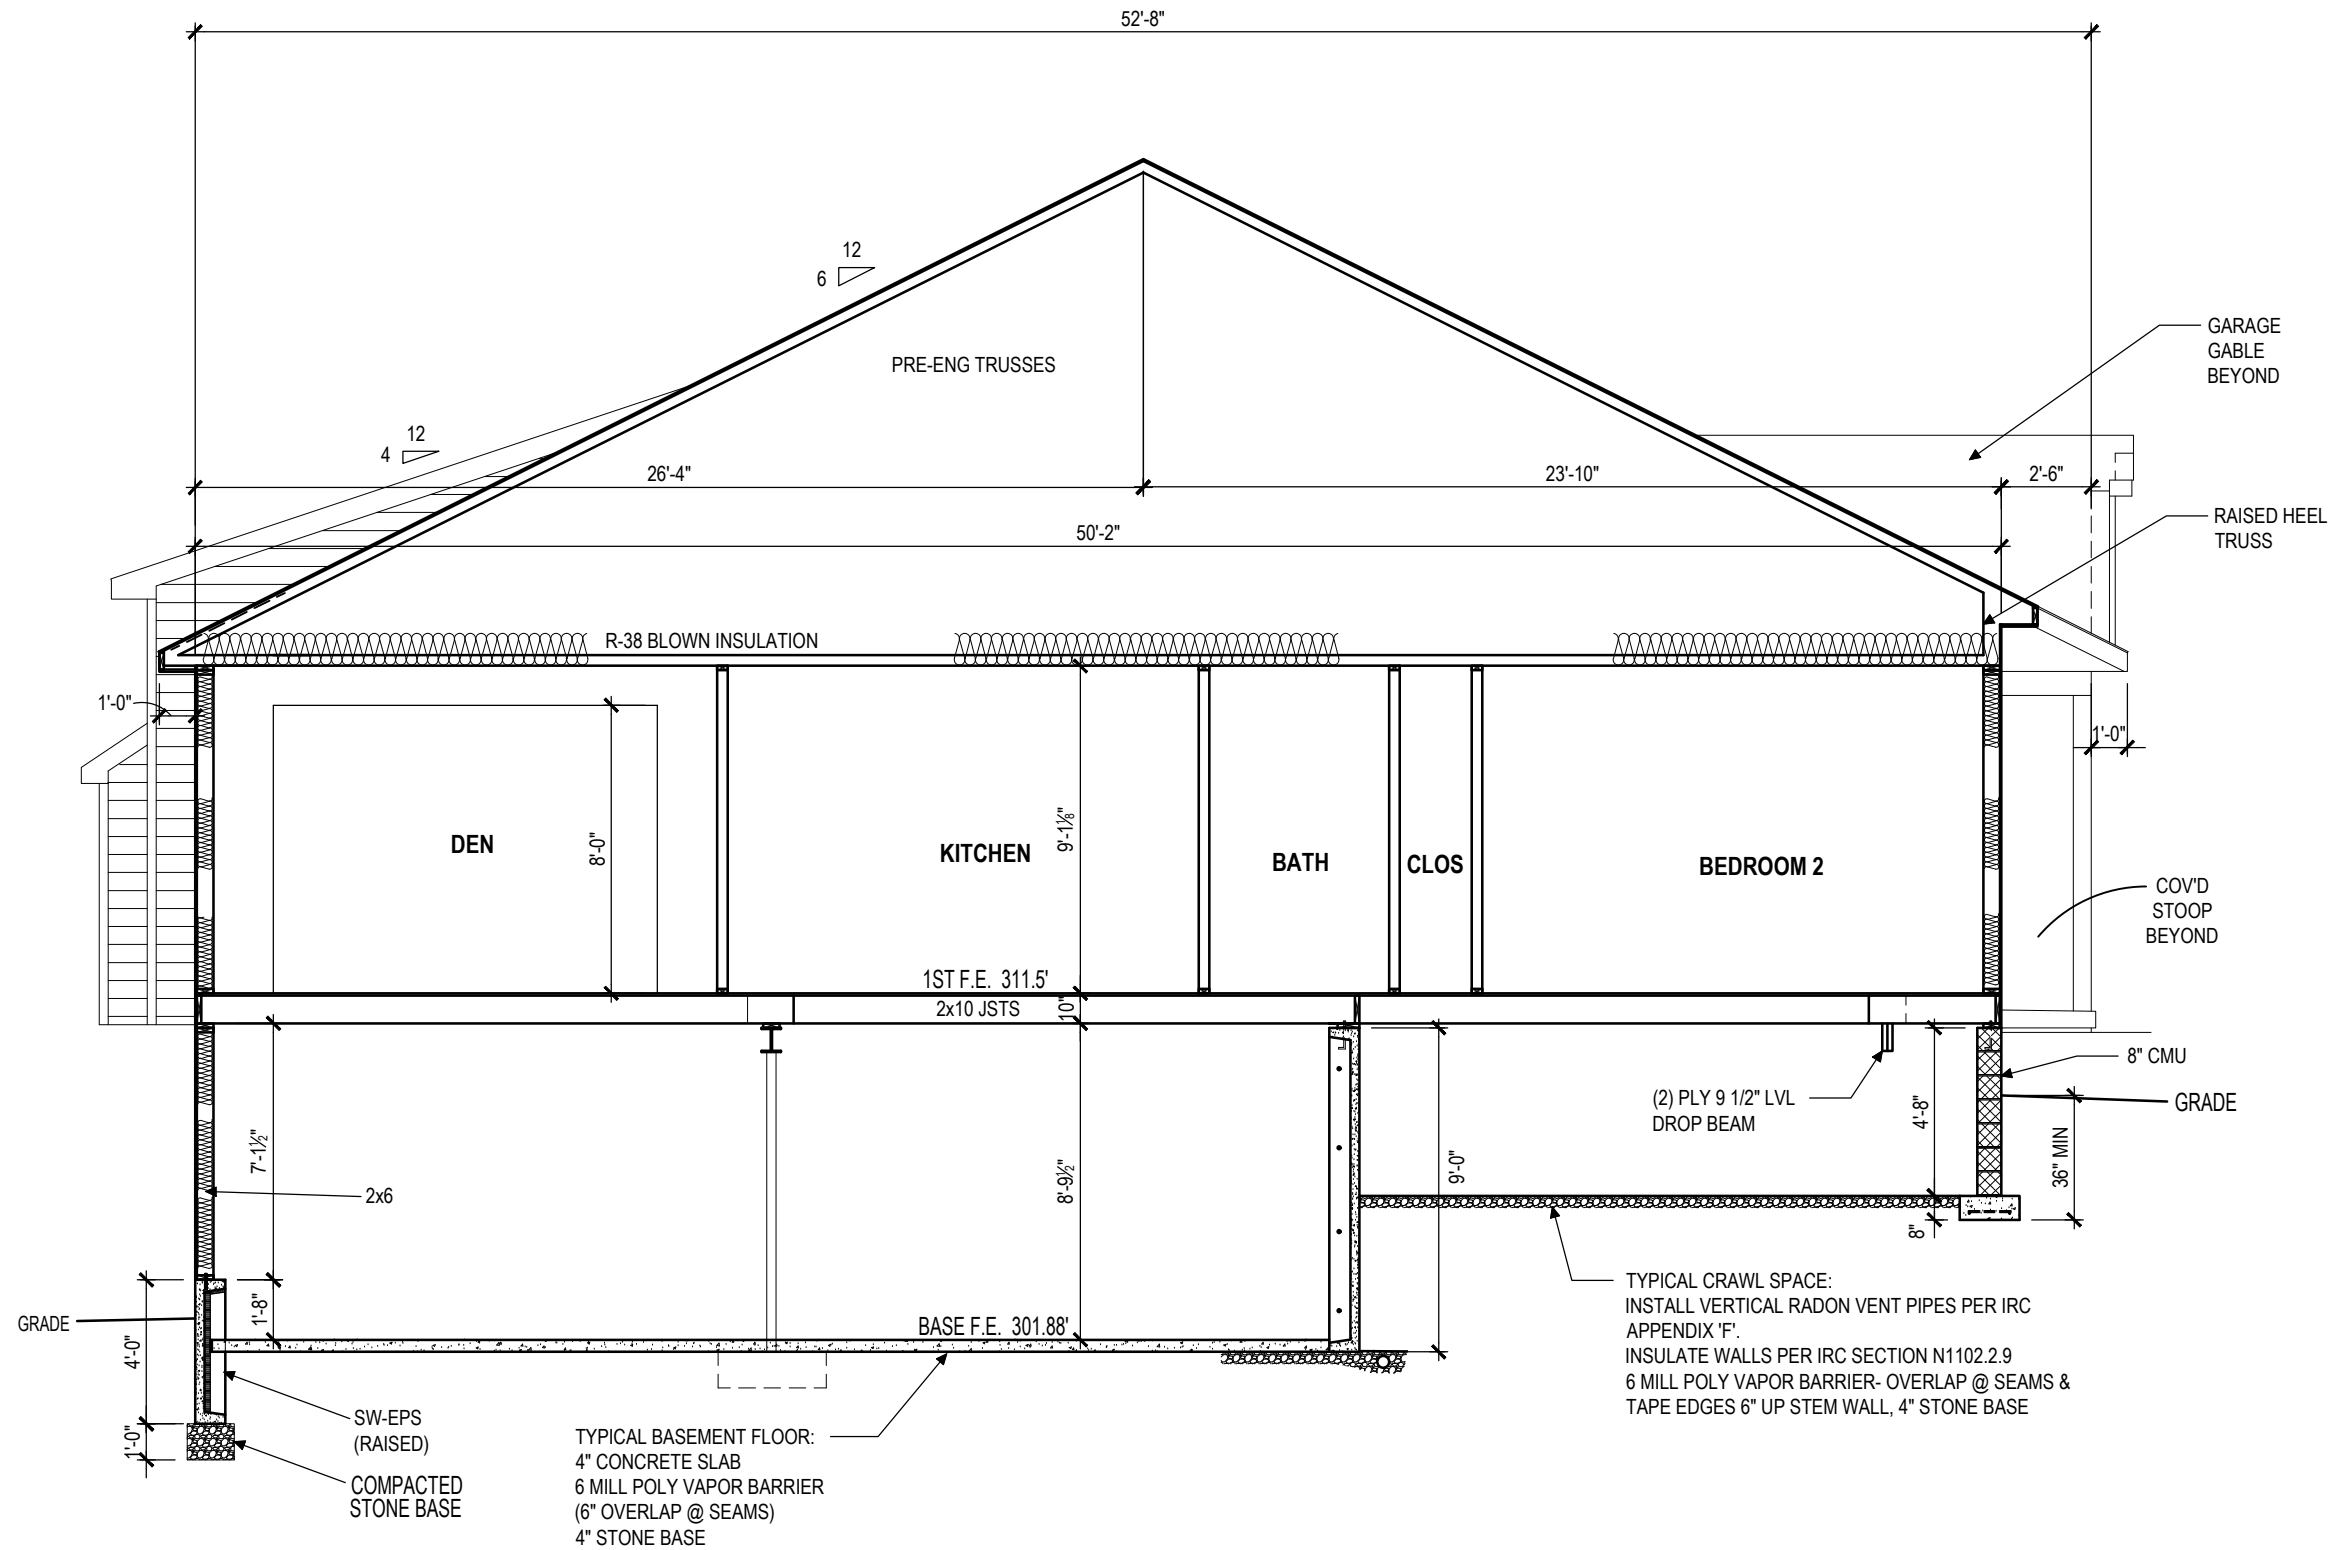 52'-8"
12
6
PRE-ENG TRUSSES
GARAGE
GABLE
BEYOND
12
4
26'-4"
23'-10"
2'-6"
RAISED HEEL
TRUSS
50'-2"
R-38 BLOWN INSULATION
1'-0"
1'-0"
DEN
8'-0"
KITCHEN
9'-1⅛"
BATH
CLOS
BEDROOM 2
COV'D
STOOP
BEYOND
1ST F.E. 311.5'
2x10 JSTS
10"
8" CMU
(2) PLY 9 1/2" LVL
DROP BEAM
GRADE
4'-8"
36" MIN
7'-1½"
8'-9½"
9'-0"
2x6
8"
TYPICAL CRAWL SPACE:
INSTALL VERTICAL RADON VENT PIPES PER IRC
APPENDIX 'F'.
INSULATE WALLS PER IRC SECTION N1102.2.9
6 MILL POLY VAPOR BARRIER- OVERLAP @ SEAMS &
TAPE EDGES 6" UP STEM WALL, 4" STONE BASE
1'-8"
GRADE
BASE F.E. 301.88'
4'-0"
1'-0"
SW-EPS
(RAISED)
COMPACTED
STONE BASE
TYPICAL BASEMENT FLOOR:
4" CONCRETE SLAB
6 MILL POLY VAPOR BARRIER
(6" OVERLAP @ SEAMS)
4" STONE BASE